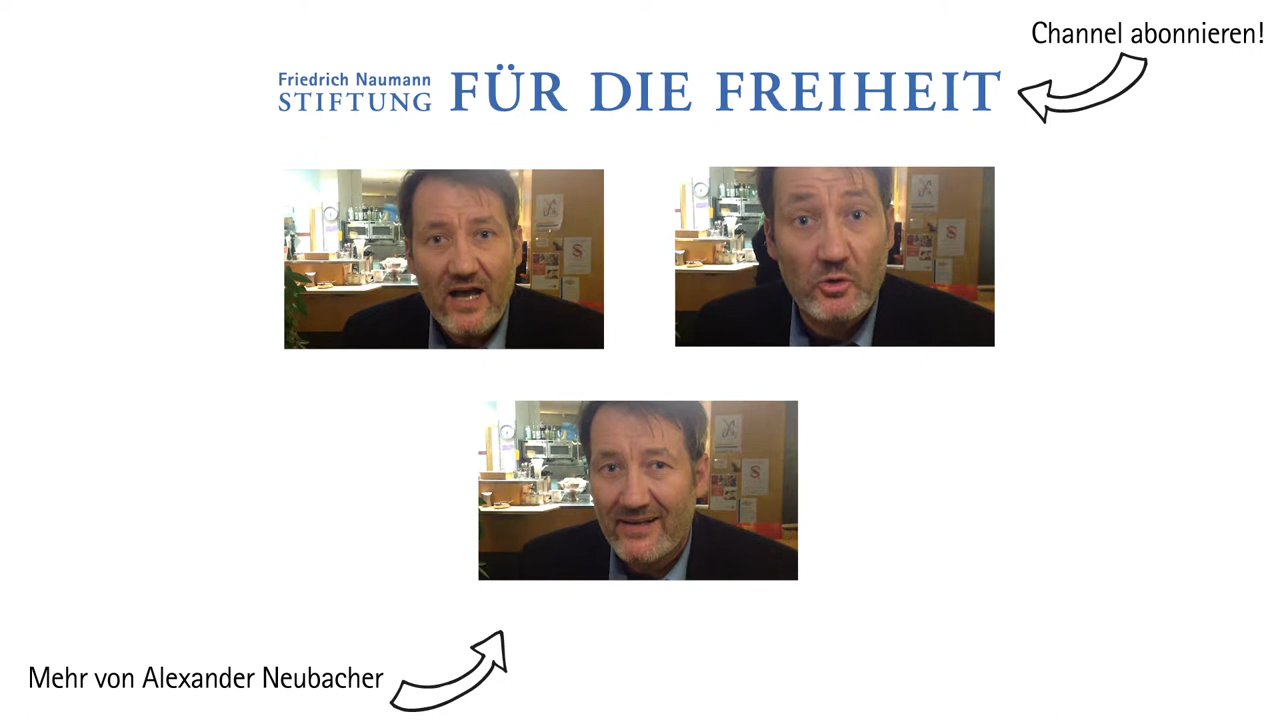 Channel abonnieren!
Friedrich Naumann
STIFTUNG FÜR DIE FREIHEIT
Mehr von Alexander Neubacher